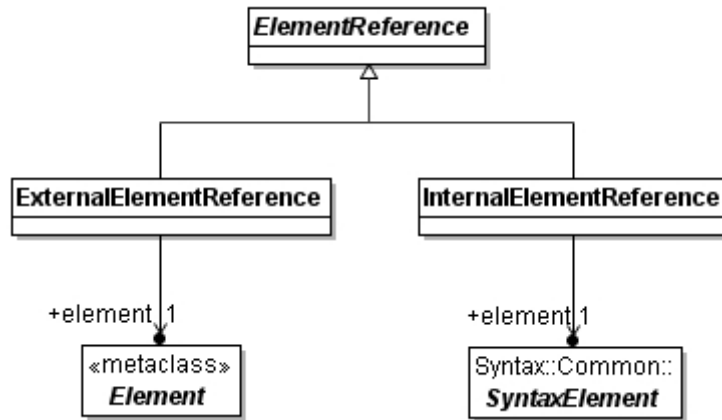 ElementReference
ExternalElementReference
InternalElementReference
+element 1
+element 1
«metaclass»
Element
Syntax::Common::
SyntaxElement